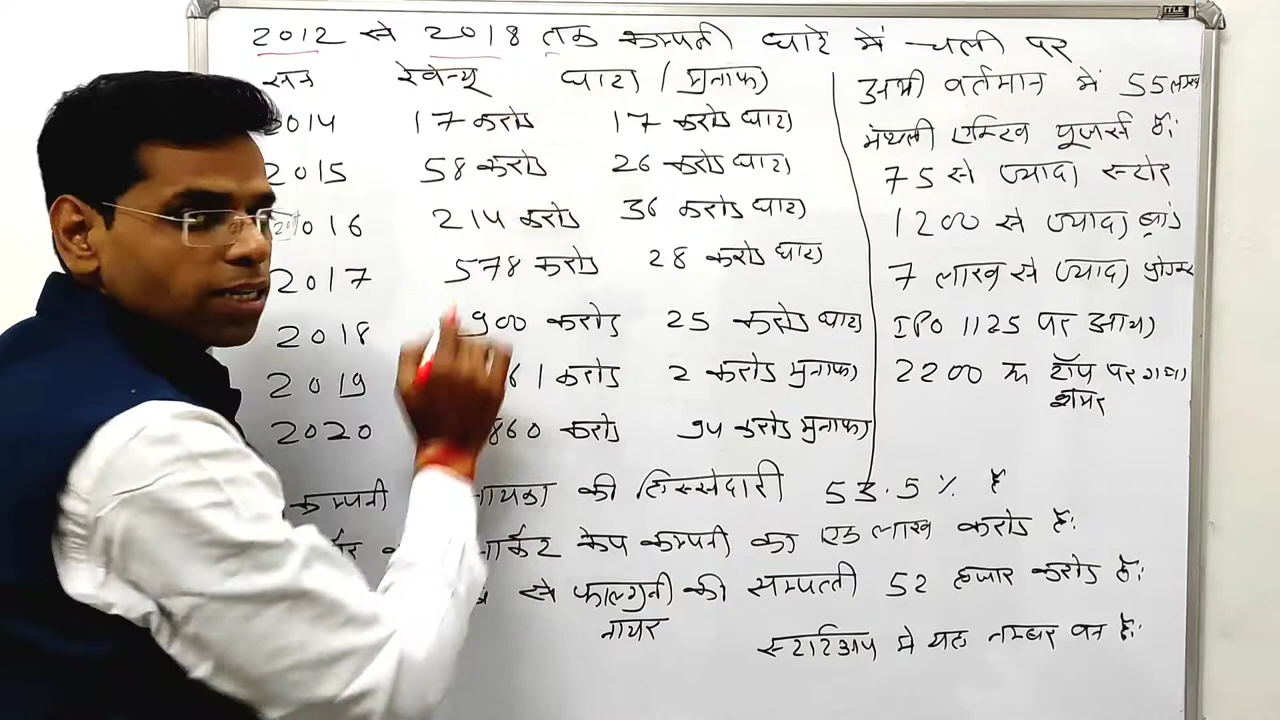 2012 से 2018 तक कम्पनी घाटे में चली पर
सन रेवेन्यू घाटा / मुनाफा
2014 17 करोड 17 करोड घाटा
2015 58 करोड 26 करोड घाटा
2016 214 करोड 36 करोड घाटा
2017 578 करोड 28 करोड घाटा
2018 900 करोड 25 करोड घाटा
2019 61 करोड 2 करोड मुनाफा
2020 860 करोड 94 करोड मुनाफा
अभी वर्तमान में 55 लाख
मंथली एक्टिव यूजर्स है।
75 से ज्यादा स्टोर
1200 से ज्यादा ब्रांड
7 लाख से ज्यादा
IPO 1125 पर आया
2200 के टॉप पर गया
शेयर
कम्पनी नायका की हिस्सेदारी 53.5 % है
मार्केट केप कम्पनी का एक लाख करोड है।
से फाल्गुनी की सम्पत्ती 52 हजार करोड है।
नायर
स्टार्टअप मे यह नम्बर वन है।
ITLE